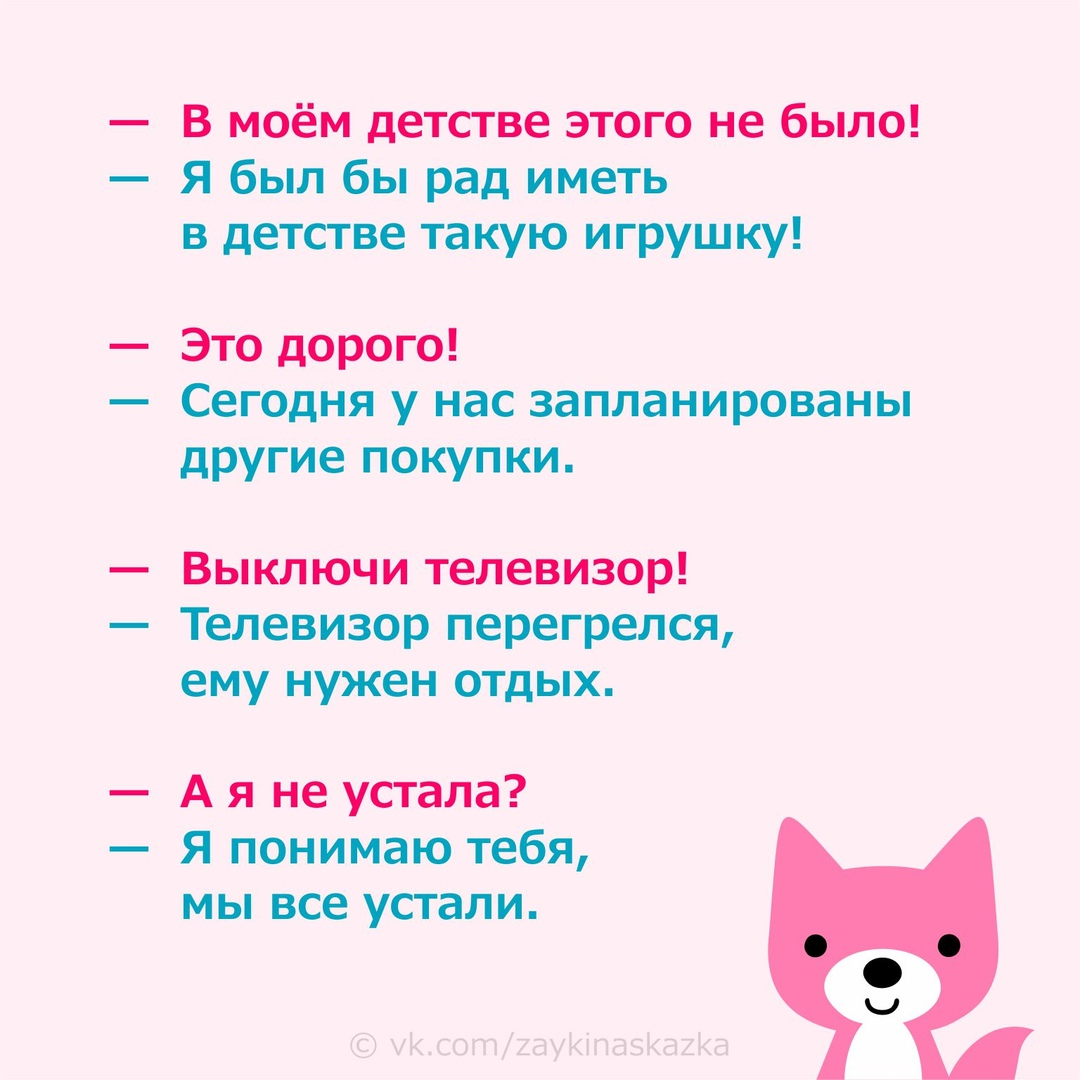 — В моём детстве этого не было!
— Я был бы рад иметь
в детстве такую игрушку!
— Это дорого!
— Сегодня у нас запланированы
другие покупки.
— Выключи телевизор!
— Телевизор перегрелся,
ему нужен отдых.
— А я не устала?
— Я понимаю тебя,
мы все устали.
© vk.com/zaykinaskazka